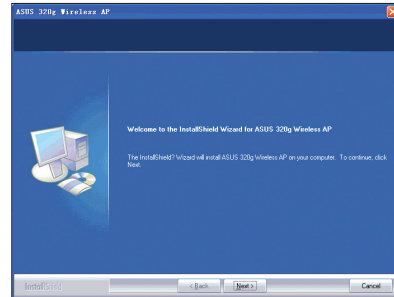 ASUS 320g Wireless AP
Welcome to the InstallShield Wizard for ASUS 320g Wireless AP
The InstallShield? Wizard will install ASUS 320g Wireless AP on your computer. To continue, click
Next.
InstallShield
< Back
Next >
Cancel